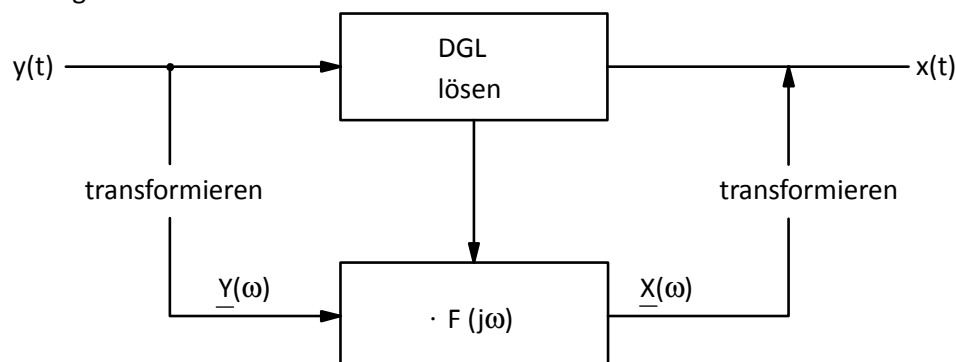 DGL
y(t)
x(t)
lösen
transformieren
transformieren
Y(ω)
X(ω)
· F (jω)